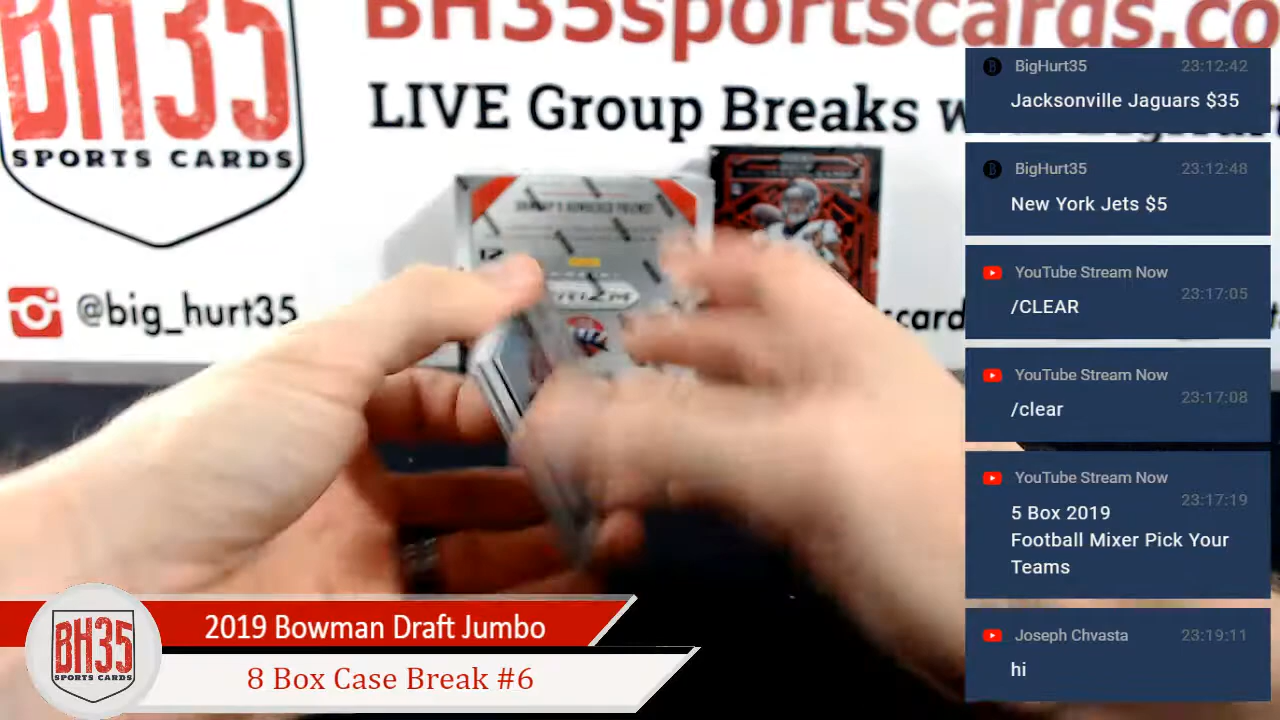 BH35
SPORTS CARDS
BH35sportscards.co
LIVE Group Breaks w
@big_hurt35
scard
BigHurt35
23:12:42
Jacksonville Jaguars $35
BigHurt35
23:12:48
New York Jets $5
YouTube Stream Now
/CLEAR
23:17:05
YouTube Stream Now
/clear
23:17:08
YouTube Stream Now
23:17:19
5 Box 2019
Football Mixer Pick Your
Teams
Joseph Chvasta
23:19:11
hi
BH35
SPORTS CARDS
2019 Bowman Draft Jumbo
8 Box Case Break #6